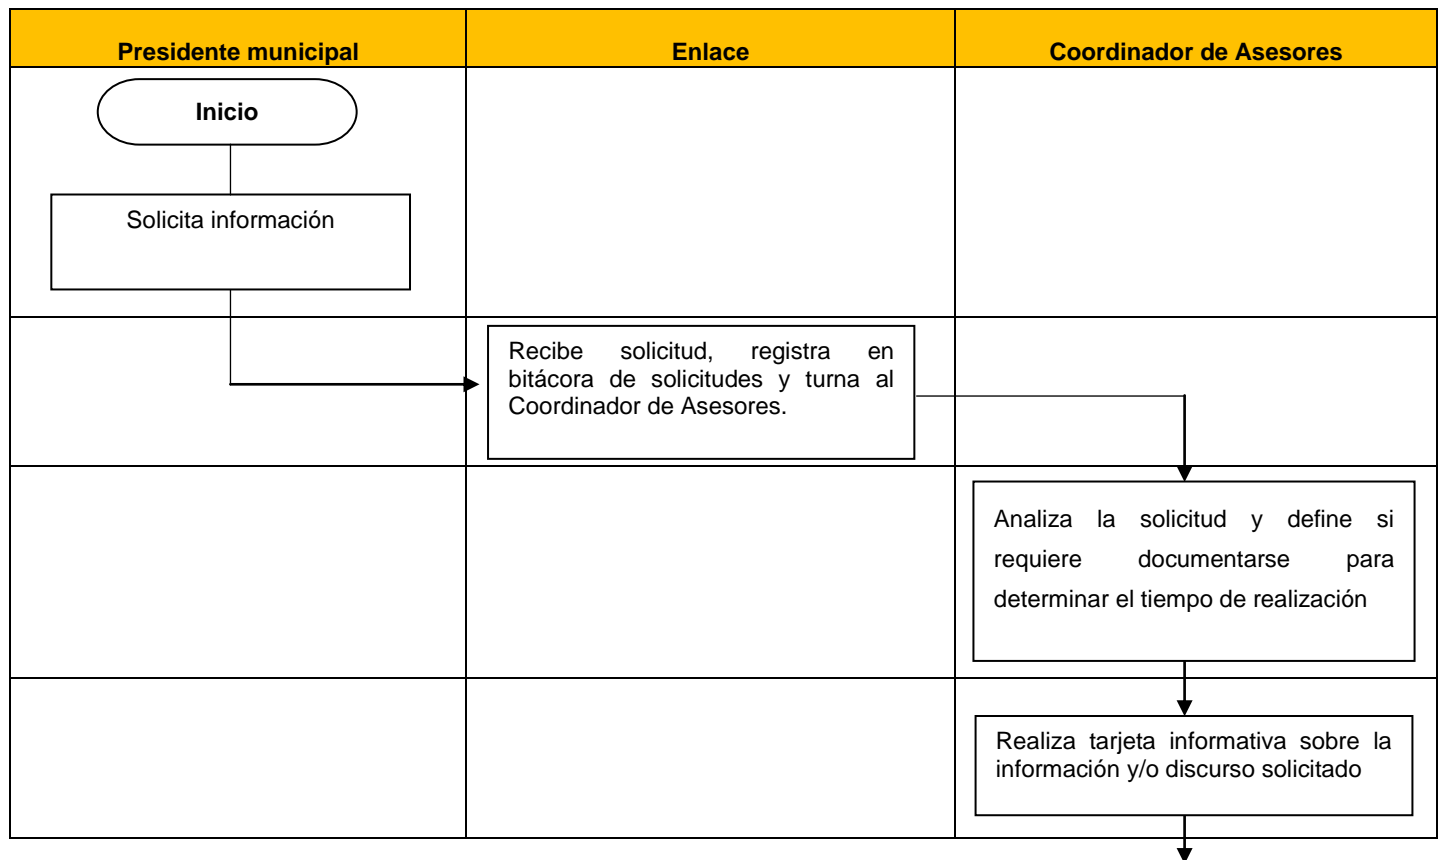 Presidente municipal
Enlace
Coordinador de Asesores
Inicio
Solicita información
Recibe solicitud, registra en
bitácora de solicitudes y turna al
Coordinador de Asesores.
Analiza la solicitud y define si
requiere documentarse para
determinar el tiempo de realización
Realiza tarjeta informativa sobre la
información y/o discurso solicitado